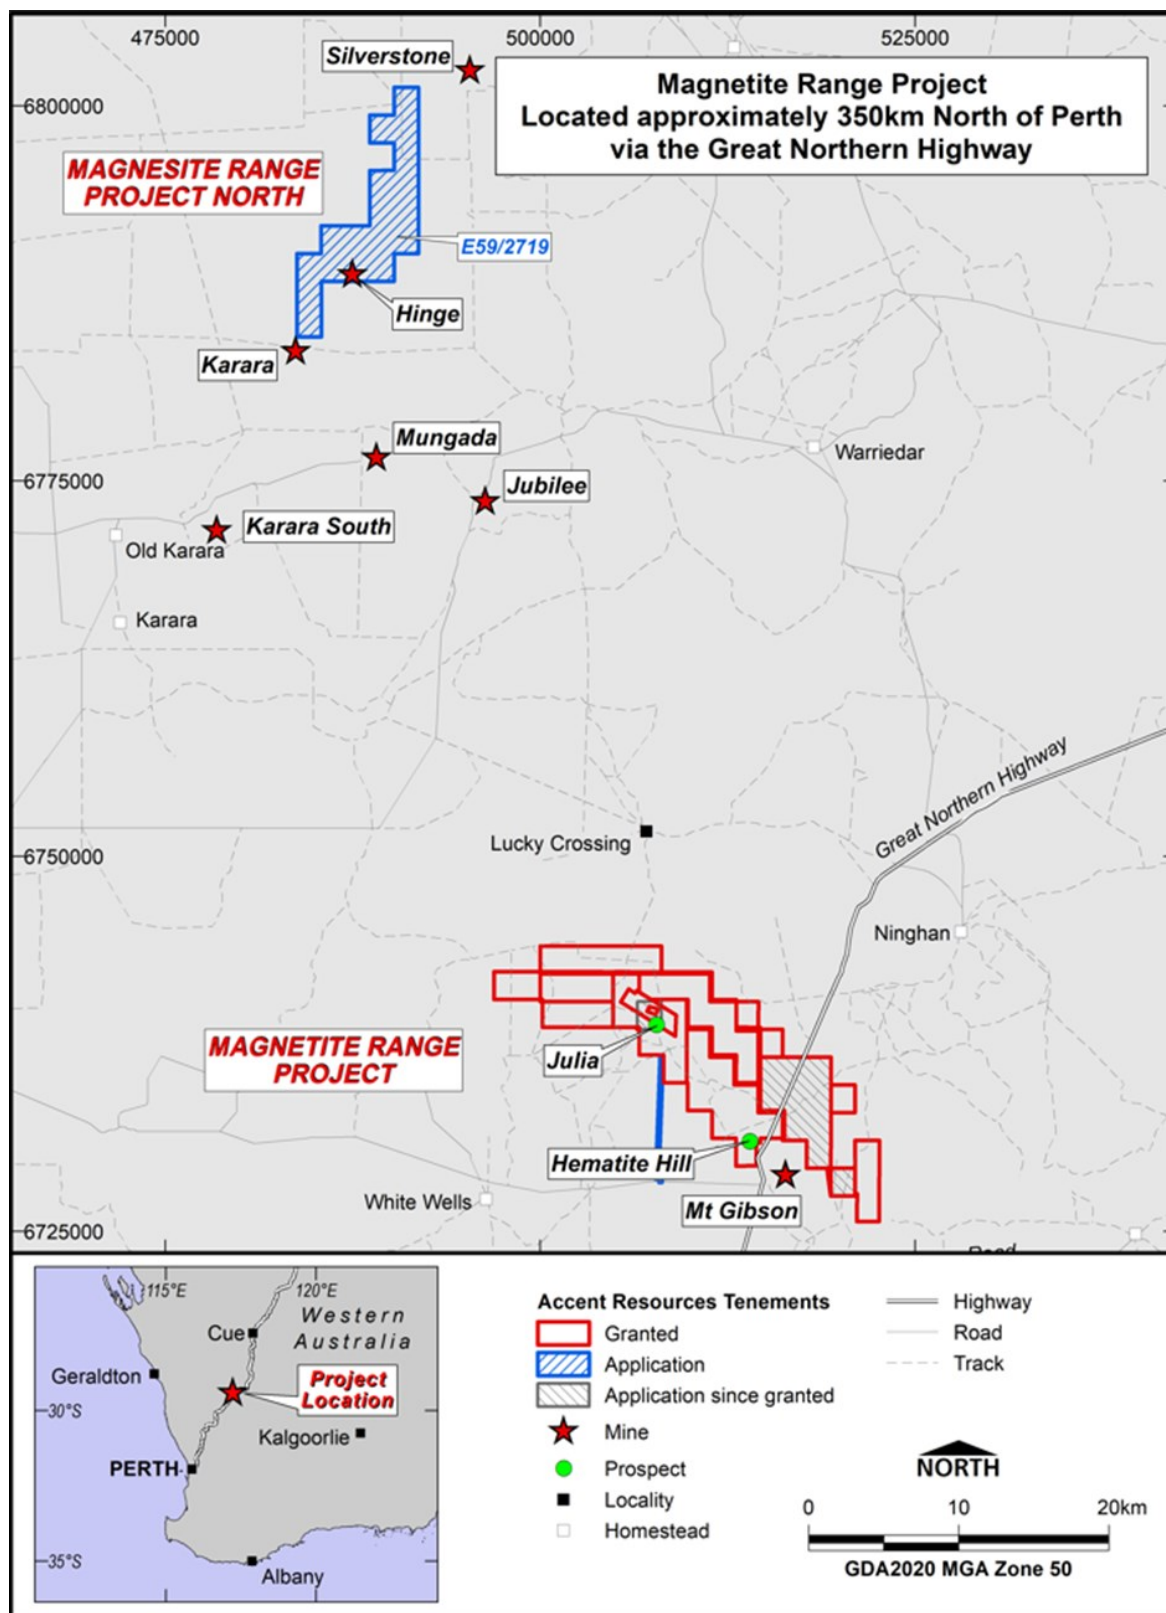 475000
500000
525000
Silverstone
6800000
Magnetite Range Project
Located approximately 350km North of Perth
via the Great Northern Highway
MAGNESITE RANGE
PROJECT NORTH
E59/2719
Hinge
Karara
Mungada
Warriedar
6775000
Jubilee
Karara South
Old Karara
Karara
Great Northern Highway
Lucky Crossing
6750000
Ninghan
MAGNETITE RANGE
PROJECT
Julia
Hematite Hill
White Wells
Mt Gibson
6725000
115°E
120°E
Western
Australia
Cue
Geraldton
Project
Location
30°S
Kalgoorlie
PERTH
35°S
Albany
Accent Resources Tenements
Granted
Application
Application since granted
Mine
Prospect
Locality
Homestead
Highway
Road
Track
NORTH
0 10 20km
GDA2020 MGA Zone 50